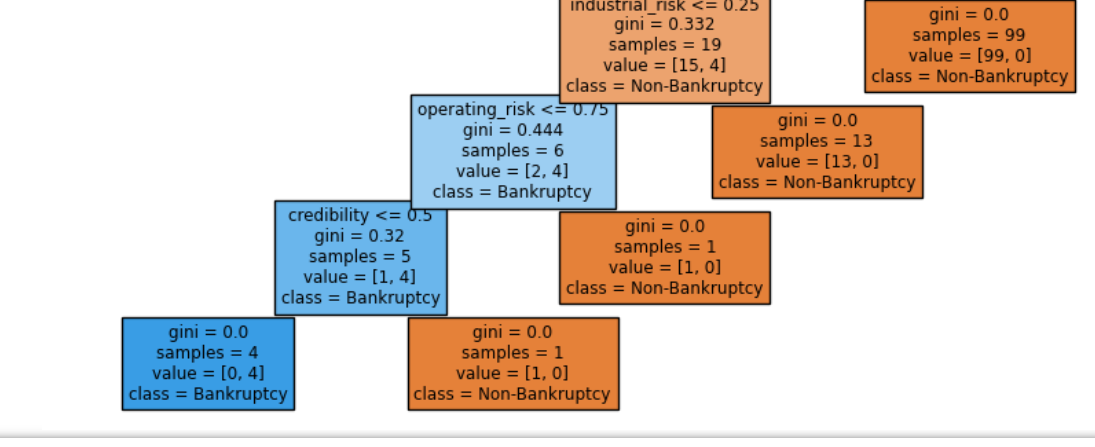 industrial_risk <= 0.25
gini = 0.332
samples = 19
value = [15, 4]
class = Non-Bankruptcy
gini = 0.0
samples = 99
value = [99, 0]
class = Non-Bankruptcy
operating_risk <= 0.75
gini = 0.444
samples = 6
value = [2, 4]
class = Bankruptcy
gini = 0.0
samples = 13
value = [13, 0]
class = Non-Bankruptcy
credibility <= 0.5
gini = 0.32
samples = 5
value = [1, 4]
class = Bankruptcy
gini = 0.0
samples = 1
value = [1, 0]
class = Non-Bankruptcy
gini = 0.0
samples = 4
value = [0, 4]
class = Bankruptcy
gini = 0.0
samples = 1
value = [1, 0]
class = Non-Bankruptcy